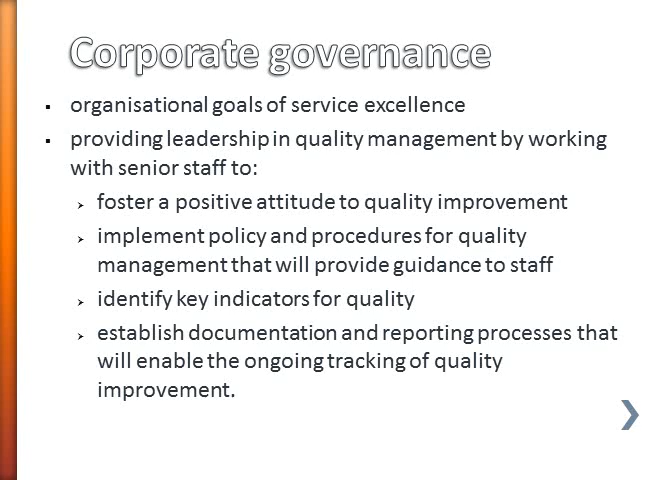 Corporate governance
▪ organisational goals of service excellence
▪ providing leadership in quality management by working
with senior staff to:
➢ foster a positive attitude to quality improvement
➢ implement policy and procedures for quality
management that will provide guidance to staff
➢ identify key indicators for quality
➢ establish documentation and reporting processes that
will enable the ongoing tracking of quality
improvement.